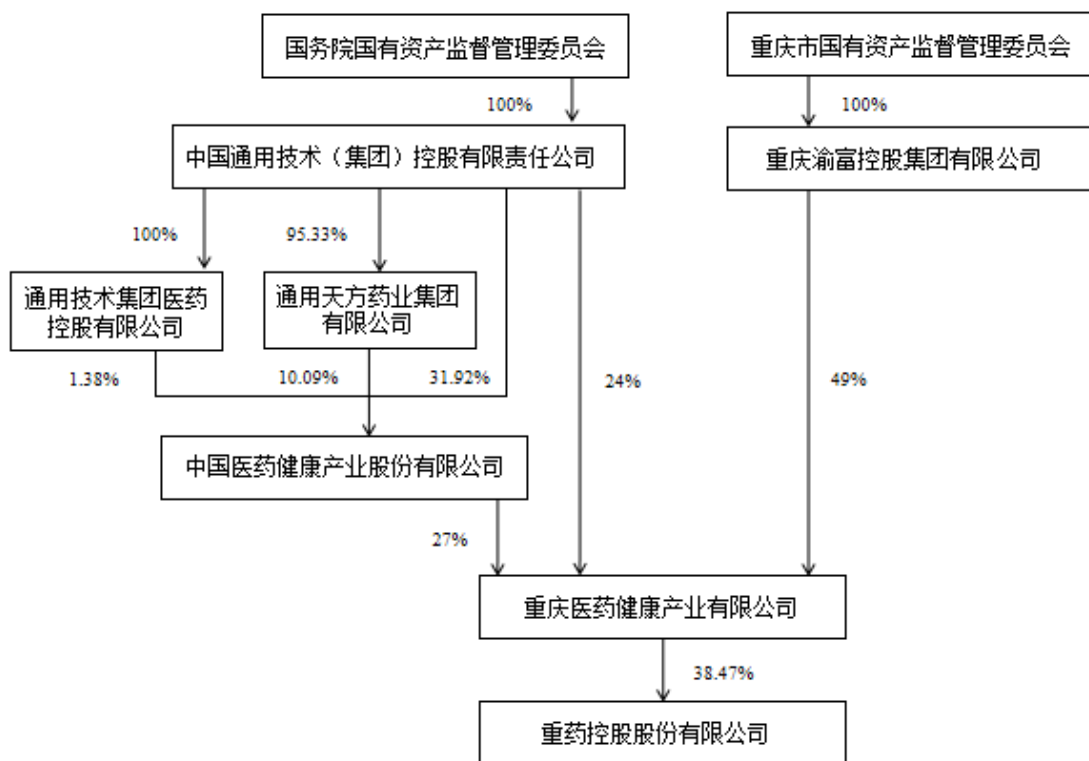 国务院国有资产监督管理委员会
重庆市国有资产监督管理委员会
100%
100%
中国通用技术（集团）控股有限责任公司
重庆渝富控股集团有限公司
100%
95.33%
通用技术集团医药
控股有限公司
通用天方药业集团
有限公司
1.38%
10.09%
31.92%
24%
49%
中国医药健康产业股份有限公司
27%
重庆医药健康产业有限公司
38.47%
重药控股股份有限公司